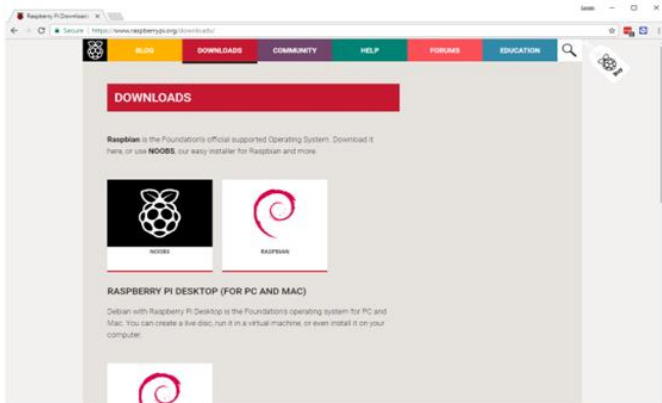 Raspberry Pi Downloads
Secure | https://www.raspberrypi.org/downloads/
BLOG DOWNLOADS COMMUNITY HELP FORUMS EDUCATION
Buy
DOWNLOADS
Raspbian is the Foundation's official supported Operating System. Download it
here, or use NOOBS, our easy installer for Raspbian and more.
NOOBS RASPBIAN
RASPBERRY PI DESKTOP (FOR PC AND MAC)
Debian with Raspberry Pi Desktop is the Foundation's operating system for PC and
Mac. You can create a live disc, run it in a virtual machine, or even install it on your
computer.